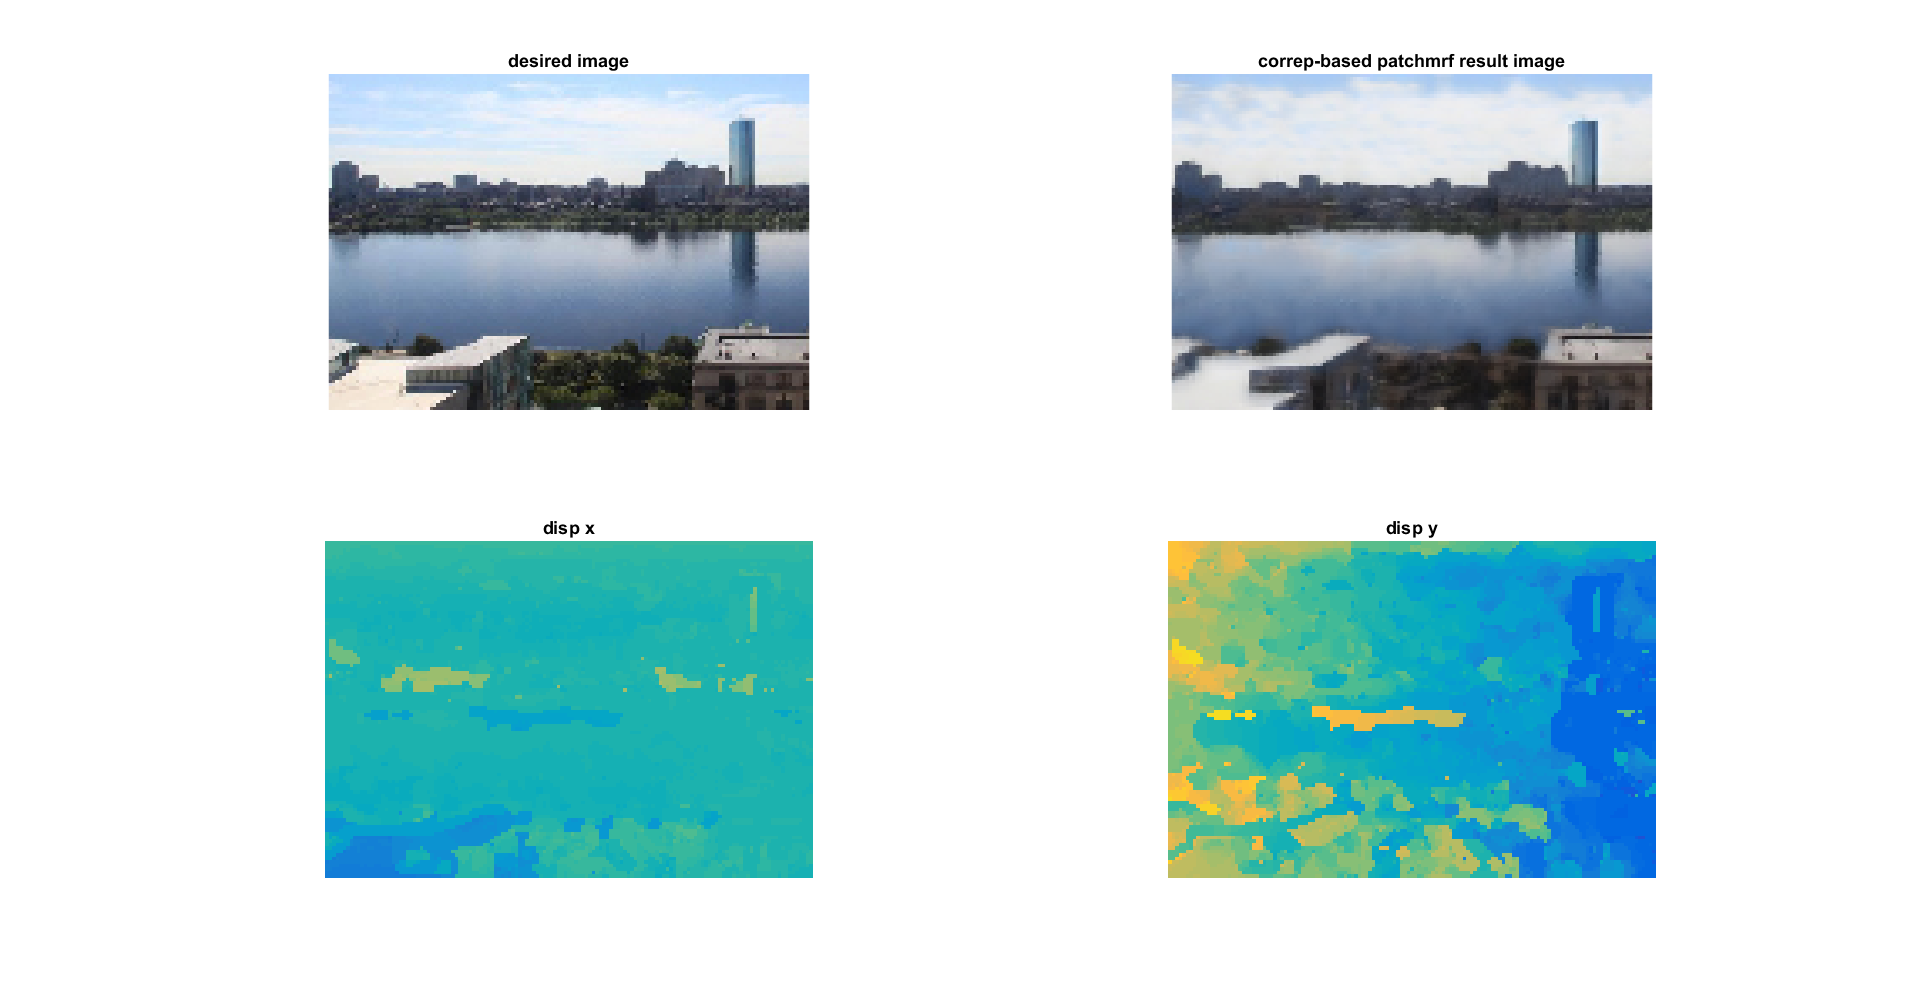 desired image
correp-based patchmrf result image
disp x
disp y